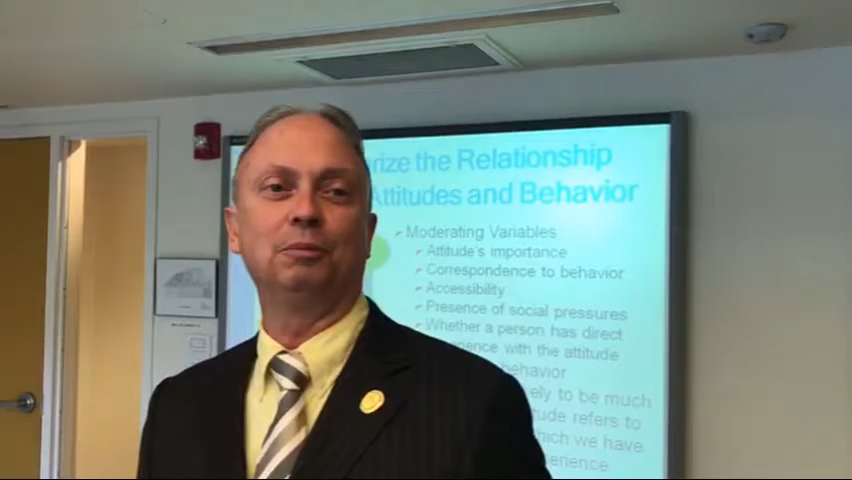 rize the Relationship
Attitudes and Behavior
Moderating Variables
Attitude's importance
Correspondence to behavior
Accessibility
Presence of social pressures
Whether a person has direct
erience with the attitude
behavior
ely to be much
tude refers to
hich we have
erience